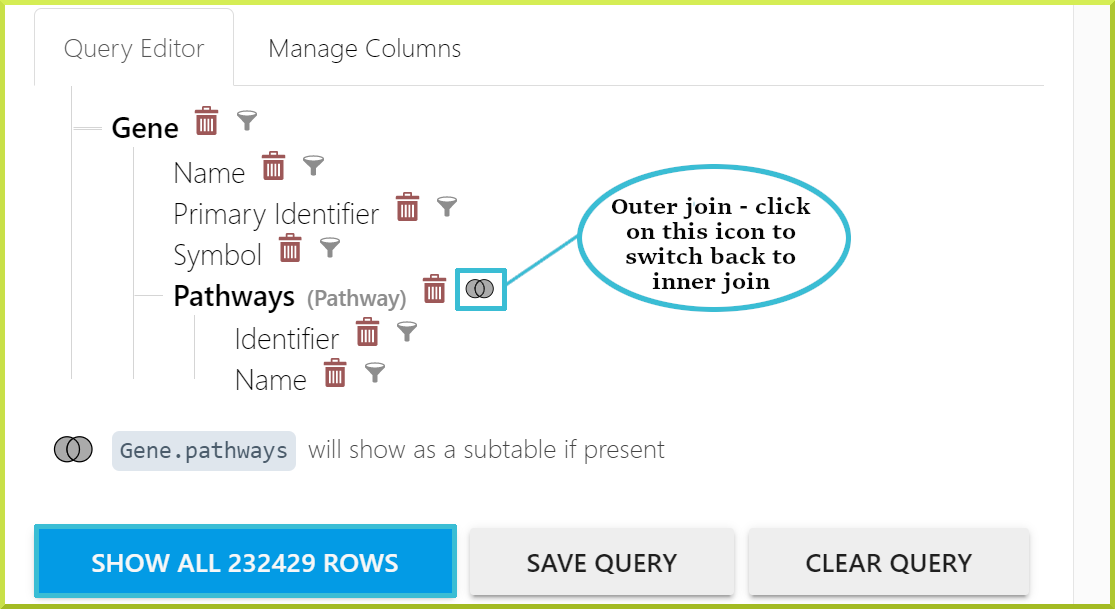 Query Editor Manage Columns
Gene
Name
Primary Identifier
Symbol
Pathways (Pathway)
Identifier
Name
Outer join - click
on this icon to
switch back to
inner join
Gene.pathways will show as a subtable if present
SHOW ALL 232429 ROWS SAVE QUERY CLEAR QUERY